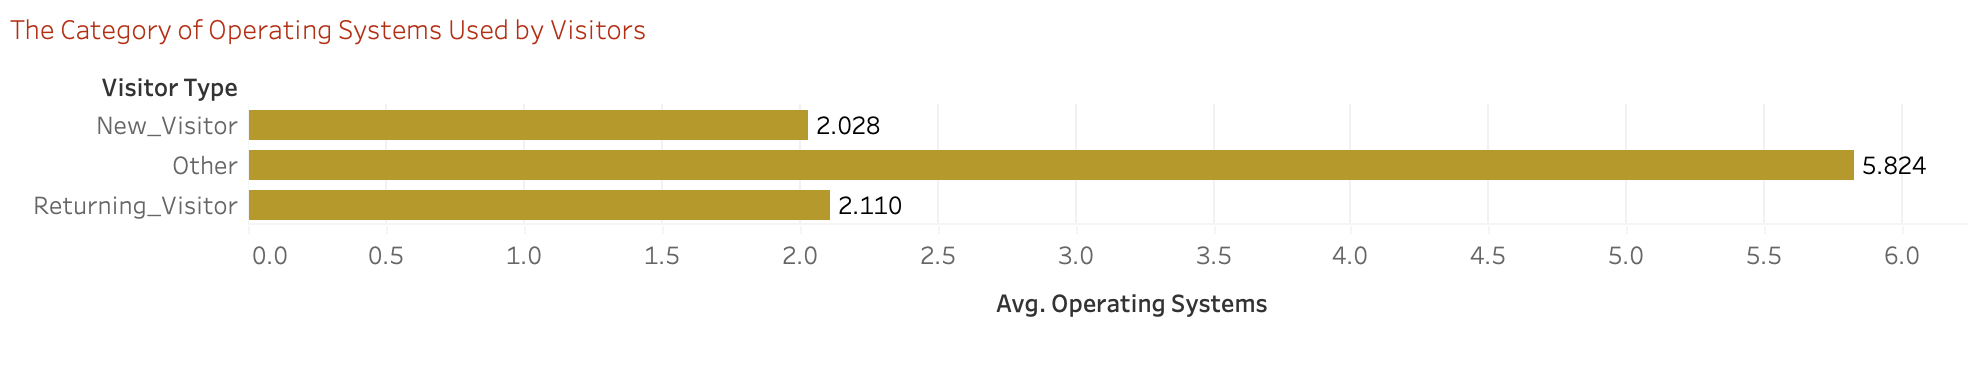 The Category of Operating Systems Used by Visitors
Visitor Type
New_Visitor 2.028
Other 5.824
Returning_Visitor 2.110
0.0 0.5 1.0 1.5 2.0 2.5 3.0 3.5 4.0 4.5 5.0 5.5 6.0
Avg. Operating Systems